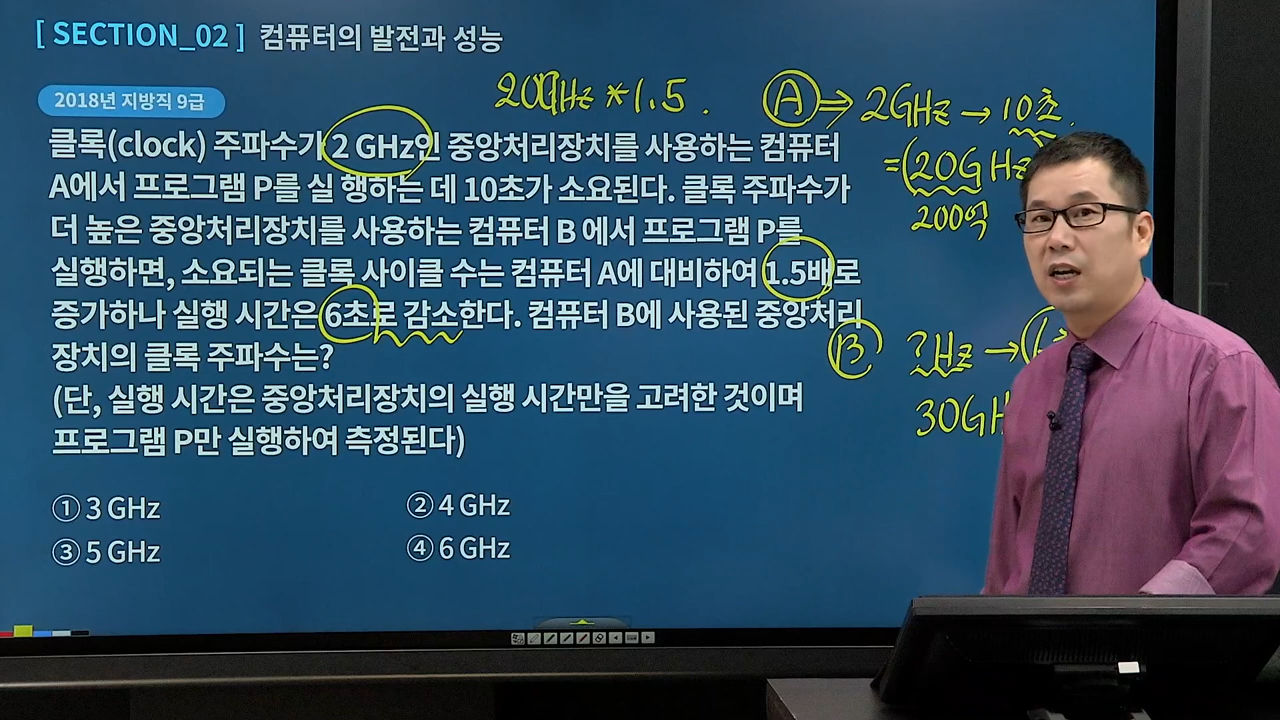 [ SECTION_02 ] 컴퓨터의 발전과 성능
2018년 지방직 9급
20GHz * 1.5 .
Ⓐ ⇒ 2GHz → 10초
=(20GHz
200억
클록(clock) 주파수가 2 GHz인 중앙처리장치를 사용하는 컴퓨터
A에서 프로그램 P를 실 행하는 데 10초가 소요된다. 클록 주파수가
더 높은 중앙처리장치를 사용하는 컴퓨터 B 에서 프로그램 P를
실행하면, 소요되는 클록 사이클 수는 컴퓨터 A에 대비하여 1.5배로
증가하나 실행 시간은 6초로 감소한다. 컴퓨터 B에 사용된 중앙처리
장치의 클록 주파수는?
(단, 실행 시간은 중앙처리장치의 실행 시간만을 고려한 것이며
프로그램 P만 실행하여 측정된다)
Ⓑ ?Hz →
30GH
① 3 GHz ② 4 GHz
③ 5 GHz ④ 6 GHz